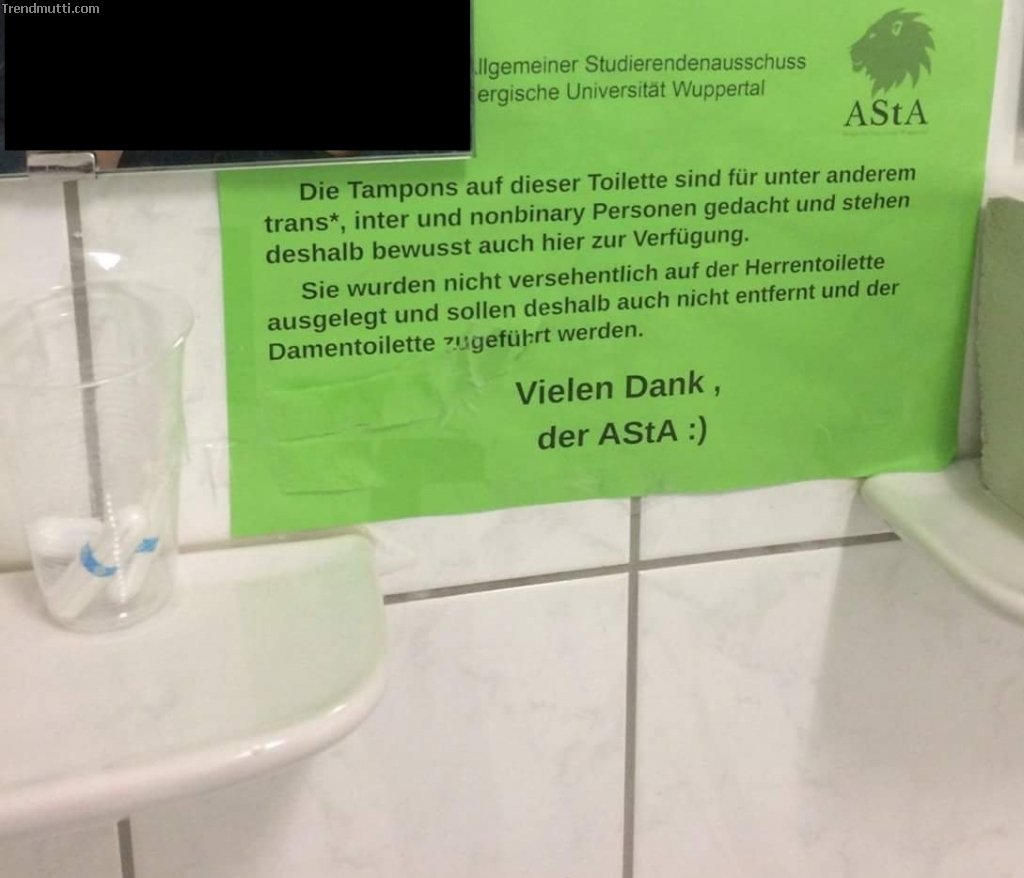 Trendmutti.com
llgemeiner Studierendenausschuss
ergische Universität Wuppertal
AStA
Die Tampons auf dieser Toilette sind für unter anderem
trans*, inter und nonbinary Personen gedacht und stehen
deshalb bewusst auch hier zur Verfügung.
Sie wurden nicht versehentlich auf der Herrentoilette
ausgelegt und sollen deshalb auch nicht entfernt und der
Damentoilette zugeführt werden.
Vielen Dank ,
der AStA :)